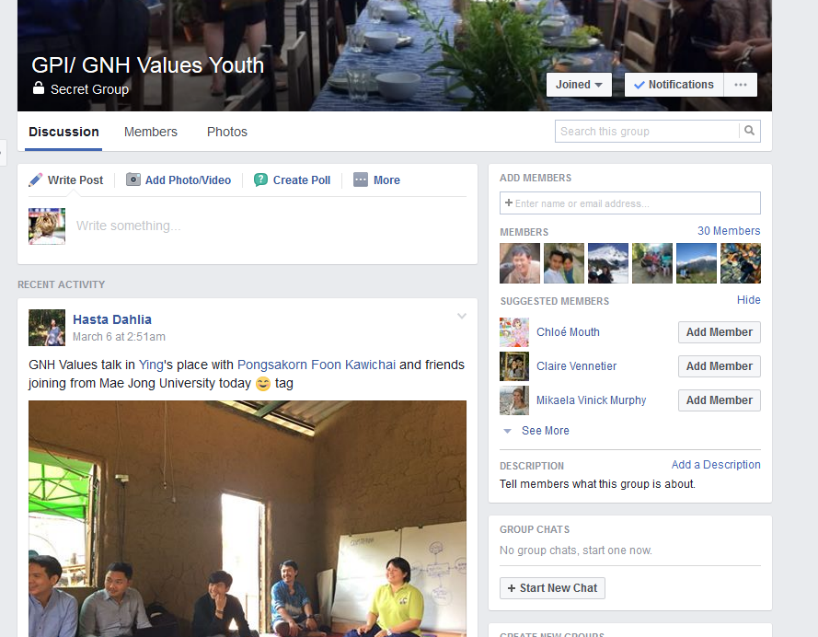 GPI/ GNH Values Youth
Secret Group
Joined
Notifications
Discussion Members Photos
Search this group
Write Post Add Photo/Video Create Poll More
Write something...
RECENT ACTIVITY
Hasta Dahlia
March 6 at 2:51am
GNH Values talk in Ying's place with Pongsakorn Foon Kawichai and friends
joining from Mae Jong University today 😄 tag
ADD MEMBERS
+ Enter name or email address...
MEMBERS 30 Members
SUGGESTED MEMBERS Hide
Chloé Mouth Add Member
Claire Vennetier Add Member
Mikaela Vinick Murphy Add Member
See More
DESCRIPTION Add a Description
Tell members what this group is about.
GROUP CHATS
No group chats, start one now.
+ Start New Chat
CREATE NEW GROUPS